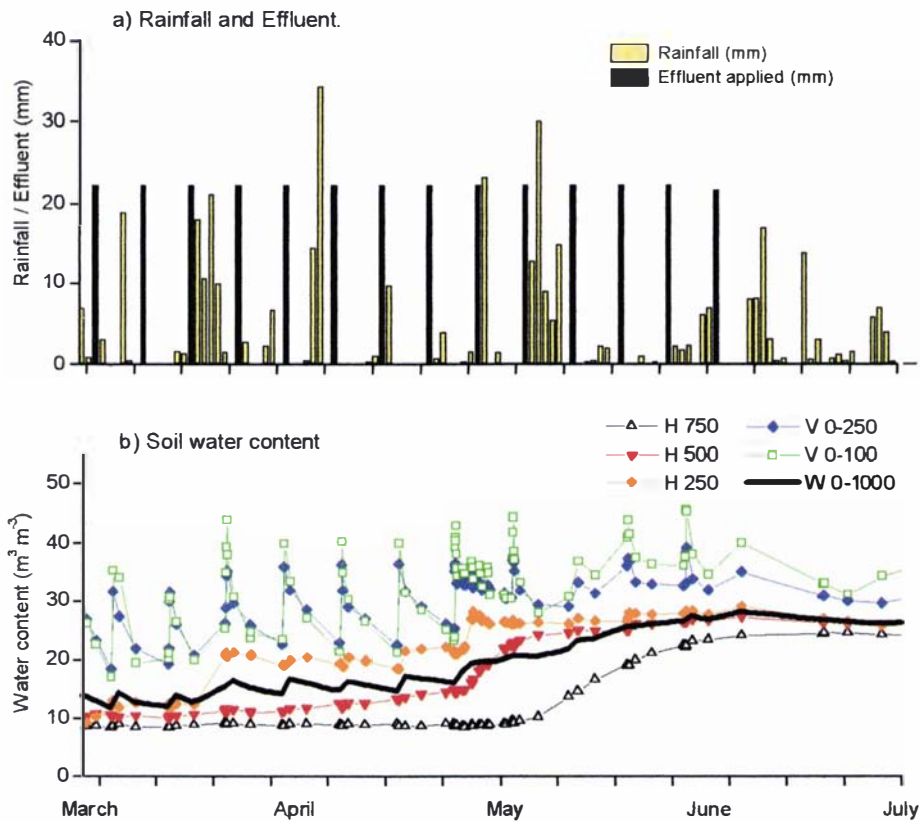 a) Rainfall and Effluent.
40
30
20
10
0
Rainfall / Effluent (mm)
Rainfall (mm)
Effluent applied (mm)
b) Soil water content
H 750
H 500
H 250
V 0-250
V 0-100
W 0-1000
50
40
30
20
10
0
Water content (m³ m⁻³)
March April May June July